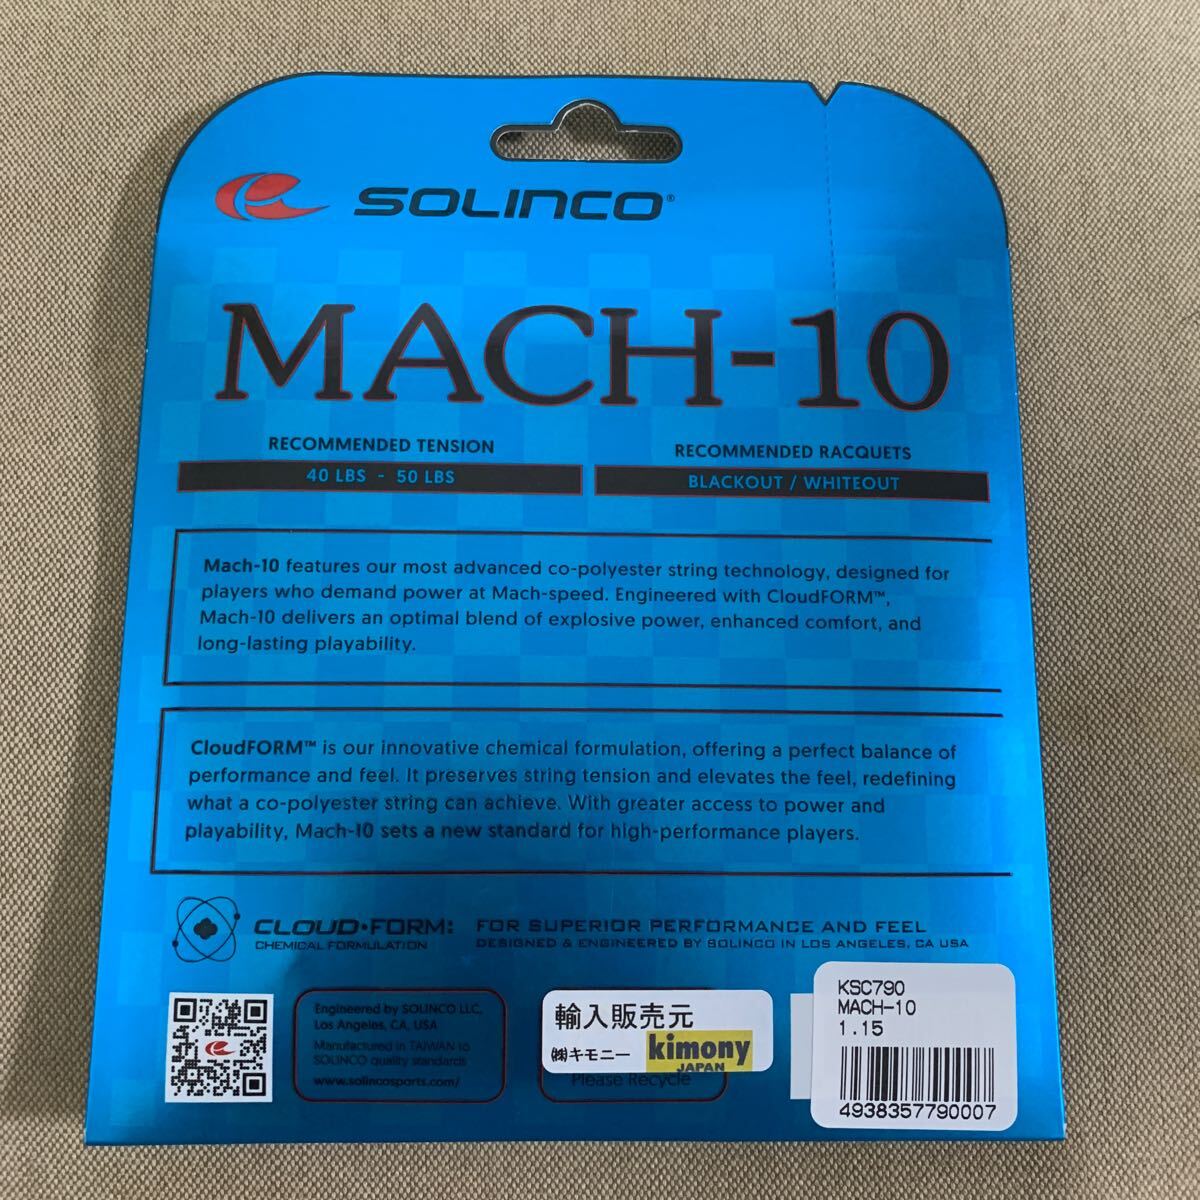 SOLINCO®
MACH-10
RECOMMENDED TENSION
40 LBS - 50 LBS
RECOMMENDED RACQUETS
BLACKOUT / WHITEOUT
Mach-10 features our most advanced co-polyester string technology, designed for
players who demand power at Mach-speed. Engineered with CloudFORM™,
Mach-10 delivers an optimal blend of explosive power, enhanced comfort, and
long-lasting playability.
CloudFORM™ is our innovative chemical formulation, offering a perfect balance of
performance and feel. It preserves string tension and elevates the feel, redefining
what a co-polyester string can achieve. With greater access to power and
playability, Mach-10 sets a new standard for high-performance players.
CLOUD•FORM:
CHEMICAL FORMULATION
FOR SUPERIOR PERFORMANCE AND FEEL
DESIGNED & ENGINEERED BY SOLINCO IN LOS ANGELES, CA USA
Engineered by SOLINCO LLC,
Los Angeles, CA, USA
Manufactured in TAIWAN to
SOLINCO quality standards
www.solincosports.com/
輸入販売元
㈱キモニー kimony
JAPAN
Please Recycle
KSC790
MACH-10
1.15
4938357790007